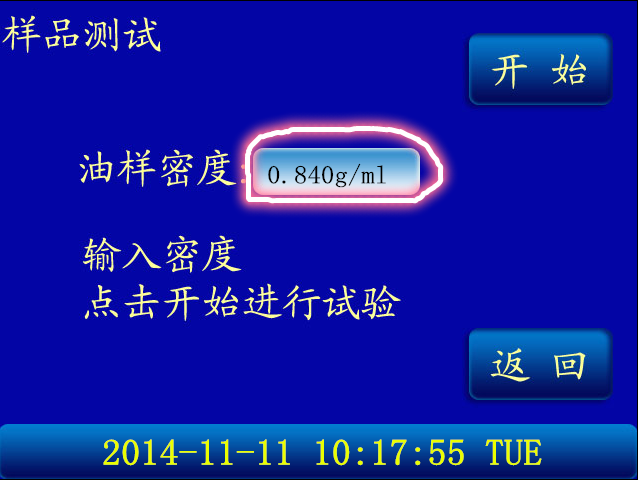 样品测试
开 始
油样密度: 0.840g/ml
输入密度
点击开始进行试验
返 回
2014-11-11 10:17:55 TUE